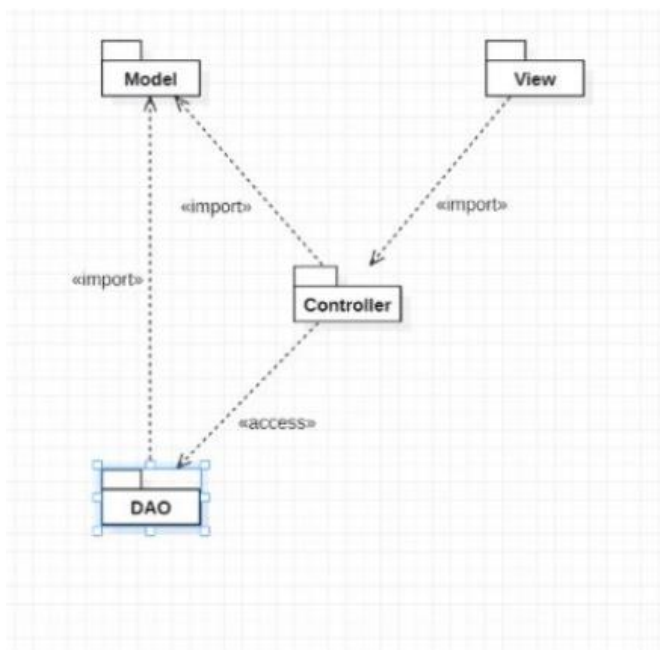 Model
View
«import»
«import»
«import»
Controller
«access»
DAO